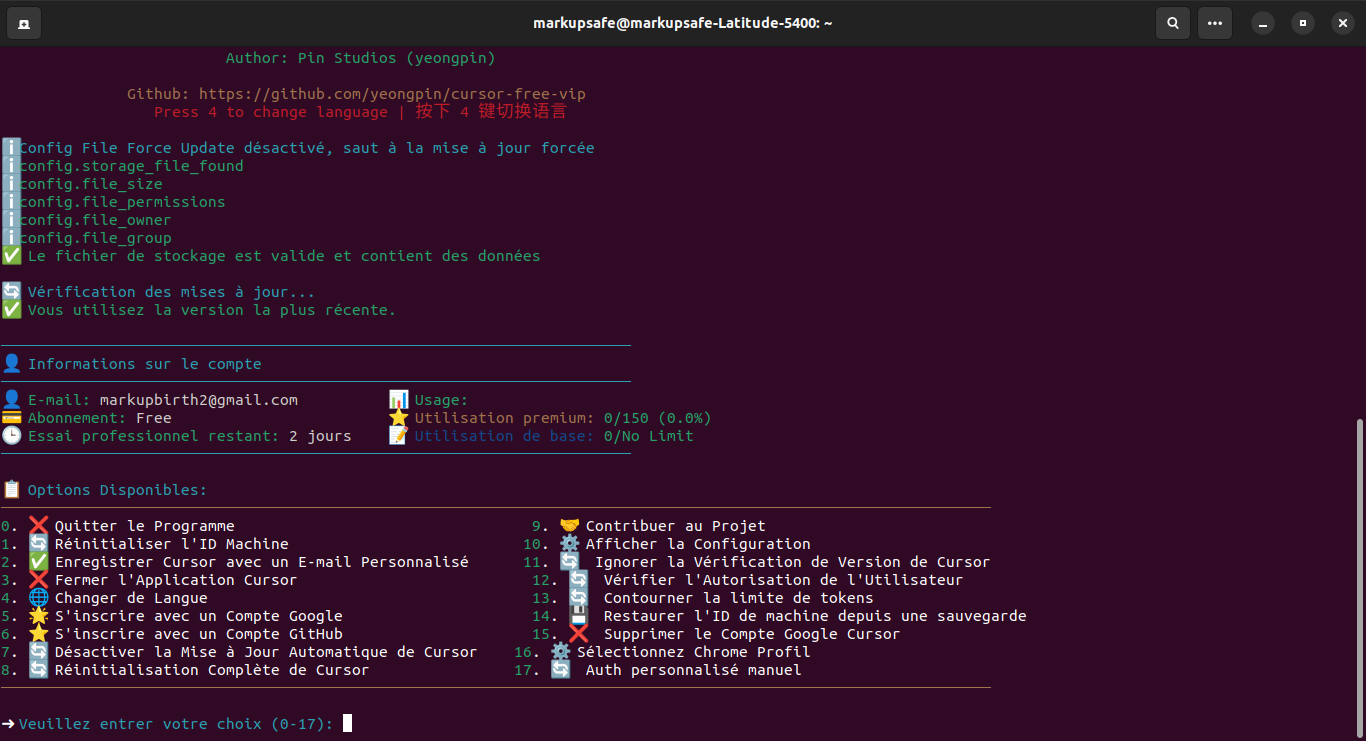 markupsafe@markupsafe-Latitude-5400: ~
Author: Pin Studios (yeongpin)
Github: https://github.com/yeongpin/cursor-free-vip
Press 4 to change language | 按下 4 键切换语言
Config File Force Update désactivé, saut à la mise à jour forcée
config.storage_file_found
config.file_size
config.file_permissions
config.file_owner
config.file_group
Le fichier de stockage est valide et contient des données
Vérification des mises à jour...
Vous utilisez la version la plus récente.
Informations sur le compte
E-mail: markupbirth2@gmail.com Usage:
Abonnement: Free Utilisation premium: 0/150 (0.0%)
Essai professionnel restant: 2 jours Utilisation de base: 0/No Limit
Options Disponibles:
0. ❌ Quitter le Programme 9. 🤝 Contribuer au Projet
1. 🔄 Réinitialiser l'ID Machine 10. ⚙️ Afficher la Configuration
2. ✅ Enregistrer Cursor avec un E-mail Personnalisé 11. 🔄 Ignorer la Vérification de Version de Cursor
3. ❌ Fermer l'Application Cursor 12. 🔄 Vérifier l'Autorisation de l'Utilisateur
4. 🌐 Changer de Langue 13. 🔄 Contourner la limite de tokens
5. 🌟 S'inscrire avec un Compte Google 14. 💾 Restaurer l'ID de machine depuis une sauvegarde
6. ⭐ S'inscrire avec un Compte GitHub 15. ❌ Supprimer le Compte Google Cursor
7. 🔄 Désactiver la Mise à Jour Automatique de Cursor 16. ⚙️ Sélectionnez Chrome Profil
8. 🔄 Réinitialisation Complète de Cursor 17. 🔄 Auth personnalisé manuel
➜ Veuillez entrer votre choix (0-17):